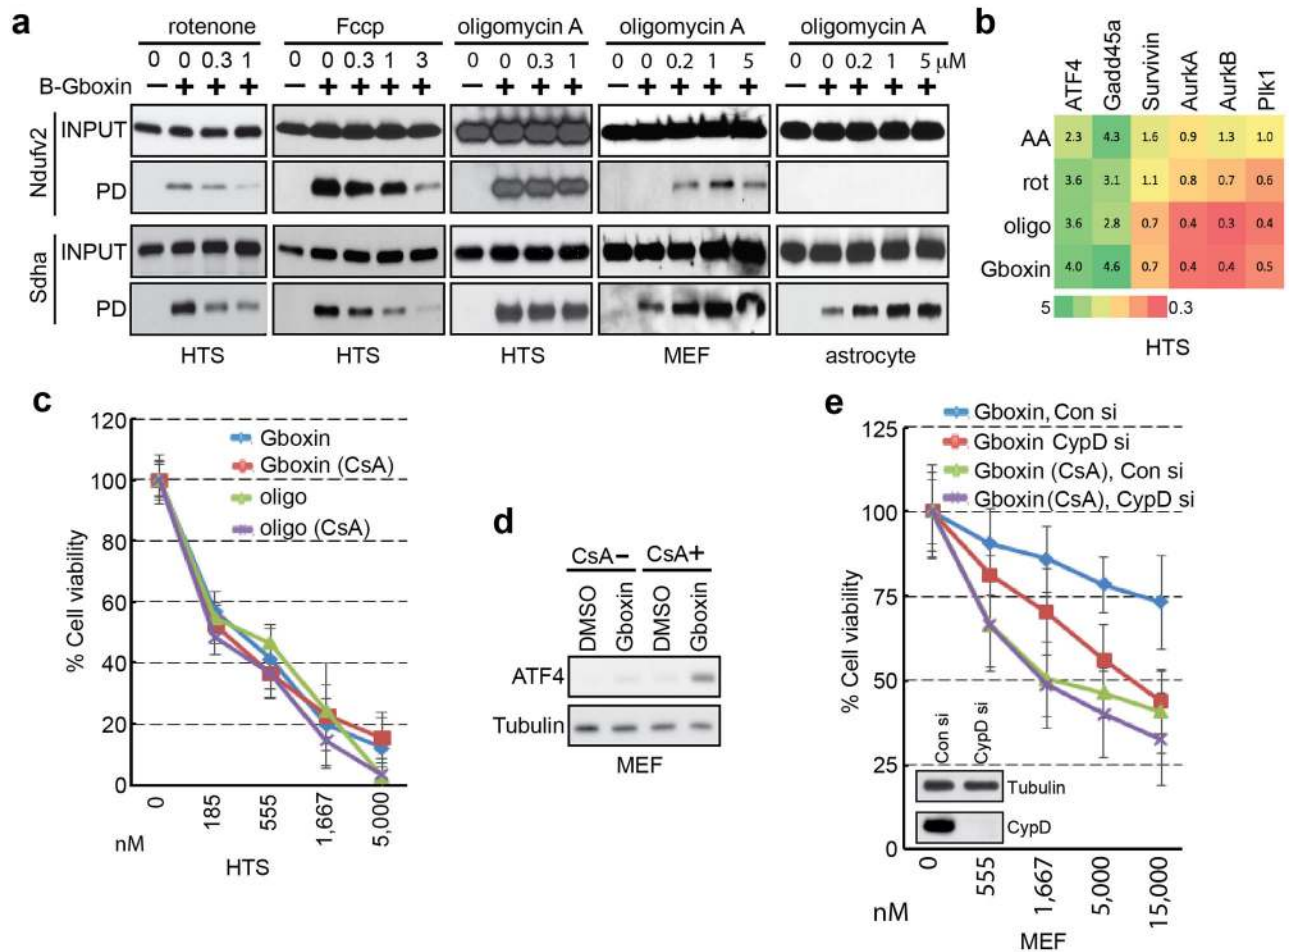 a
rotenone Fccp oligomycin A oligomycin A oligomycin A
0 0 0.3 1 0 0 0.3 1 3 0 0 0.3 1 0 0 0.2 1 5 0 0 0.2 1 5 μM
B-Gboxin − + + + − + + + + − + + + − + + + + − + + + +
Ndufv2
INPUT
PD
Sdha
INPUT
PD
HTS HTS HTS MEF astrocyte
b
ATF4 Gadd45a Survivin AurkA AurkB Plk1
AA 2.3 4.3 1.6 0.9 1.3 1.0
rot 3.6 3.1 1.1 0.8 0.7 0.6
oligo 3.6 2.8 0.7 0.4 0.3 0.4
Gboxin 4.0 4.6 0.7 0.4 0.4 0.5
5 0.3
HTS
c
% Cell viability
120
100
80
60
40
20
0
Gboxin
Gboxin (CsA)
oligo
oligo (CsA)
0 185 555 1,667 5,000
nM
HTS
d
CsA− CsA+
DMSO Gboxin DMSO Gboxin
ATF4
Tubulin
MEF
e
Gboxin, Con si
Gboxin CypD si
Gboxin (CsA), Con si
Gboxin (CsA), CypD si
% Cell viability
125
100
75
50
25
0
Con si CypD si
Tubulin
CypD
0 555 1,667 5,000 15,000
nM
MEF